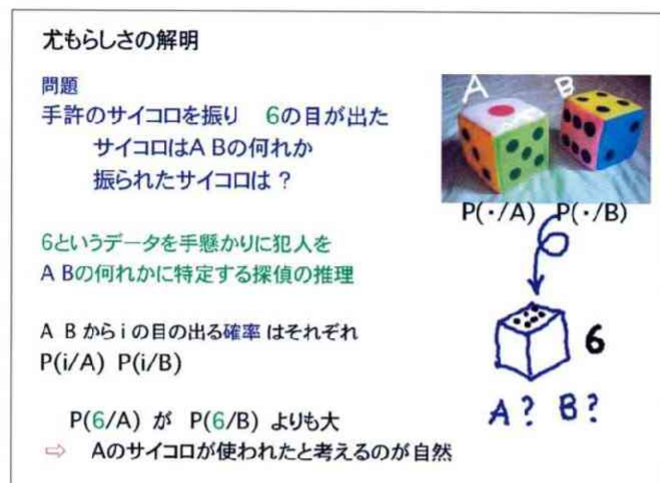 尤もらしさの解明
問題
手許のサイコロを振り 6の目が出た
サイコロはA Bの何れか
振られたサイコロは?
A B
P(・/A) P(・/B)
6というデータを手懸かりに犯人を
A Bの何れかに特定する探偵の推理
A B から i の目の出る確率 はそれぞれ
P(i/A) P(i/B)
6
A? B?
P(6/A) が P(6/B) よりも大
⇨ Aのサイコロが使われたと考えるのが自然